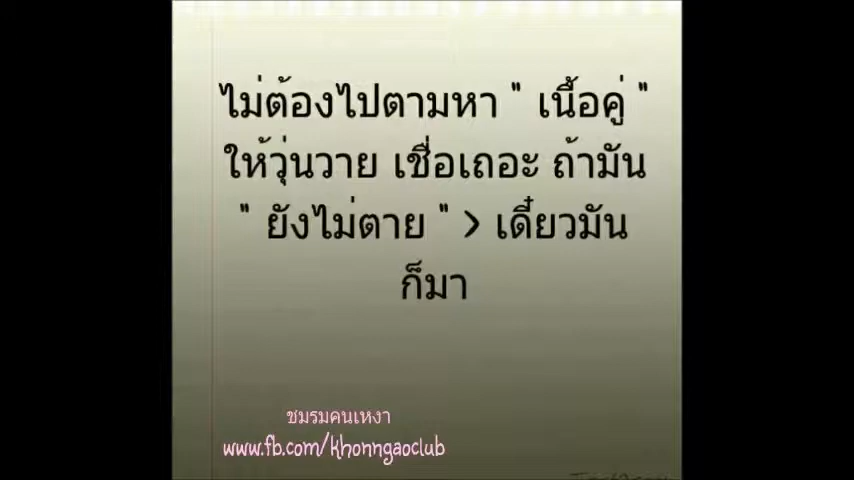 ไม่ต้องไปตามหา " เนื้อคู่ "
ให้วุ่นวาย เชื่อเถอะ ถ้ามัน
" ยังไม่ตาย " > เดี๋ยวมัน
ก็มา
ชมรมคนเหงา
www.fb.com/khonngaoclub